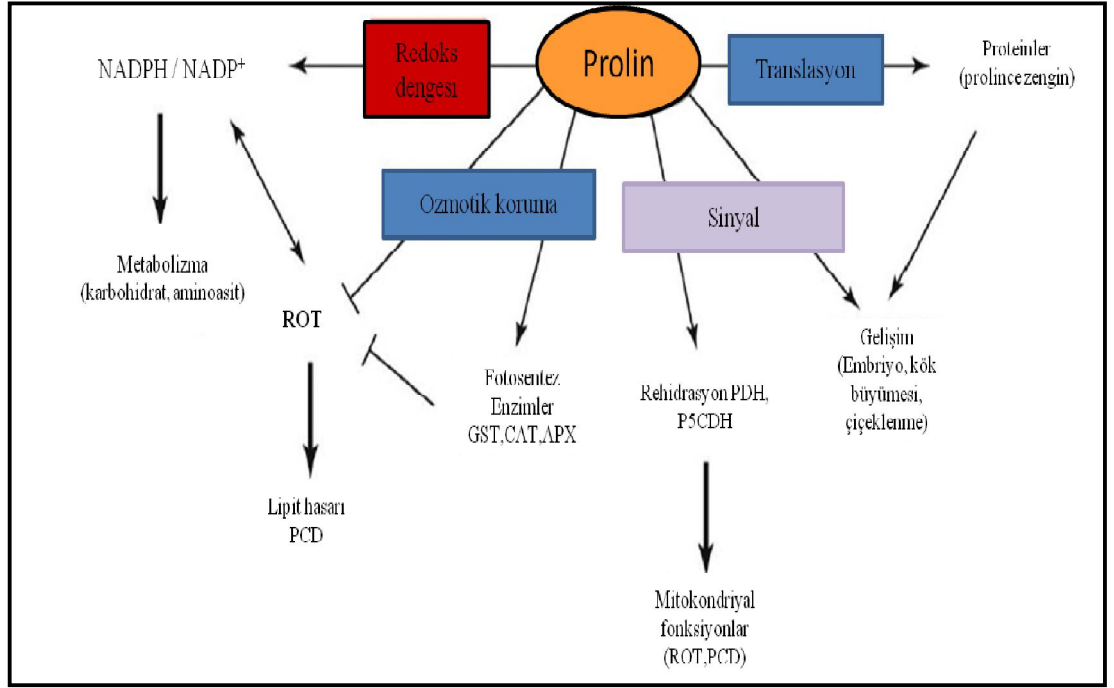 Redoks
dengesi
Prolin
Translasyon
Proteinler
(prolince zengin)
NADPH / NADP+
Ozmotik koruma
Sinyal
Metabolizma
(karbohidrat, aminoasit)
ROT
Fotosentez
Enzimler
GST,CAT,APX
Rehidrasyon PDH,
P5CDH
Gelişim
(Embriyo, kök
büyümesi,
çiçeklenme)
Lipit hasarı
PCD
Mitokondriyal
fonksiyonlar
(ROT,PCD)